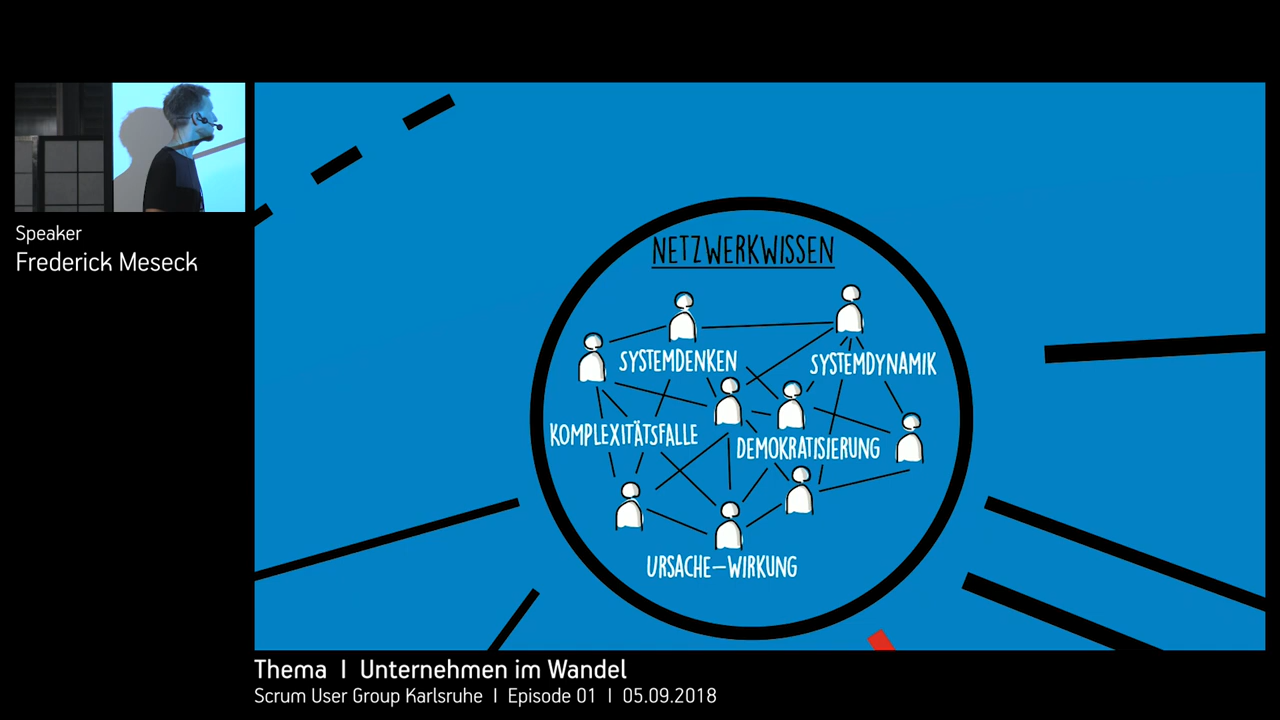 Speaker
Frederick Meseck
NETZWERKWISSEN
SYSTEMDENKEN
SYSTEMDYNAMIK
KOMPLEXITÄTSFALLE
DEMOKRATISIERUNG
URSACHE–WIRKUNG
Thema I Unternehmen im Wandel
Scrum User Group Karlsruhe I Episode 01 I 05.09.2018